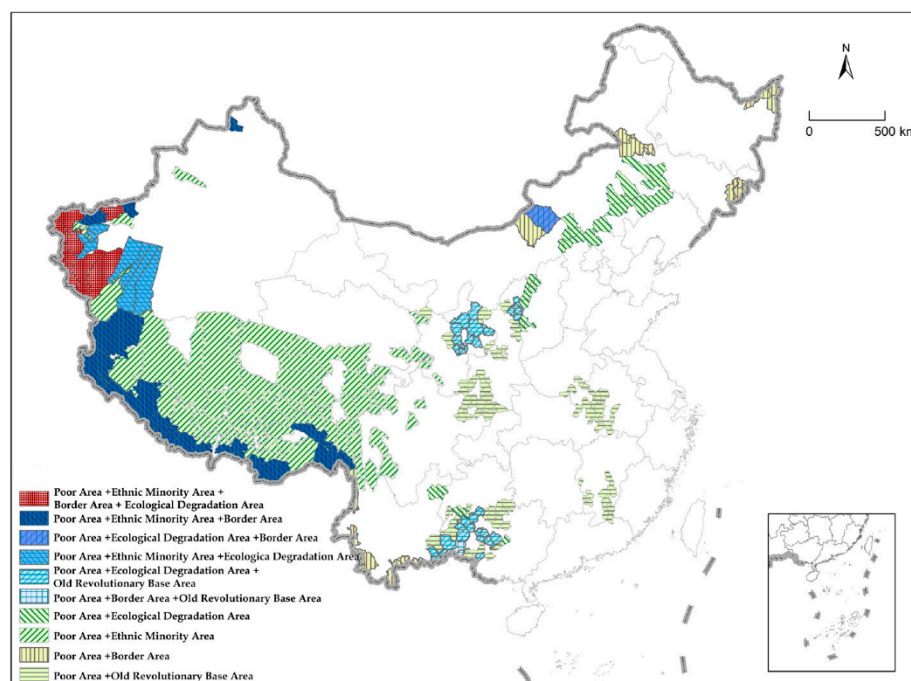 N
0 500 km
Poor Area +Ethnic Minority Area +
Border Area + Ecological Degradation Area
Poor Area +Ethnic Minority Area +Border Area
Poor Area +Ecological Degradation Area +Border Area
Poor Area +Ethnic Minority Area +Ecologica Degradation Area
Poor Area +Ecological Degradation Area +
Old Revolutionary Base Area
Poor Area +Border Area +Old Revolutionary Base Area
Poor Area +Ecological Degradation Area
Poor Area +Ethnic Minority Area
Poor Area +Border Area
Poor Area +Old Revolutionary Base Area